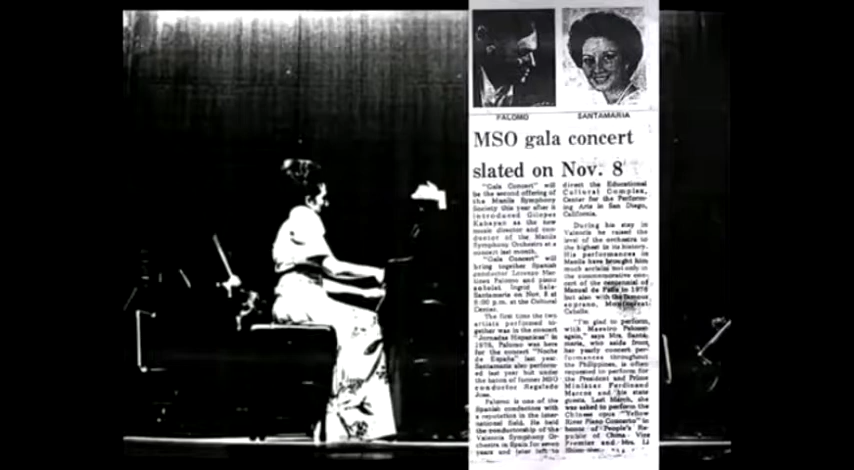 PALOMO
SANTAMARIA
MSO gala concert
slated on Nov. 8
"Gala Concert" will
be the second offering of
the Manila Symphony
Society this year after it
introduced
as the new
music director and con-
ductor of the Manila
Symphony Orchestra at a
concert last month.
"Gala Concert" will
bring together Spanish
conductor Lorenzo Mar-
tinez Palomo and piano
soloist Ingrid Sala-
Santamaria on Nov. 8 at
6:00 p.m. at the Cultural
Center.
The first time the two
artists performed to-
gether was in the concert
"Jornadas Hispanicas" in
1975. Palomo was here
for the concert "Noche
de España" last year.
Santamaria also perform-
ed last year but under
the baton of former MSO
conductor Regalado
Jose.
Palomo is one of the
Spanish conductors with
a reputation in the inter-
national field. He held
the conductorship of the
Valencia Symphony Or-
chestra in Spain for seven
years and later left to
direct the Educational
Cultural Complex,
Center for the Perform-
ing Arts in San Diego,
California.
During his stay in
Valencia he raised the
level of the orchestra to
the highest in its history.
His performances in
Manila have brought him
much acclaim not only in
the commemorative con-
cert of the centennial of
Manuel de Falla in 1976
but also with the famous
soprano, Montserrat
Caballe.
"I'm glad to perform
with Maestro Palomo
again," says Mrs. Santa-
maria, who aside from
her yearly concert per-
formances throughout
the Philippines, is often
requested to perform for
the President and Prime
Minister Ferdinand
Marcos and his state
guests. Last March, she
was asked to perform the
Chinese opus "Yellow
River Piano Concerto" in
honor of People's Re-
public of China Vice
Premier and Mrs. Li